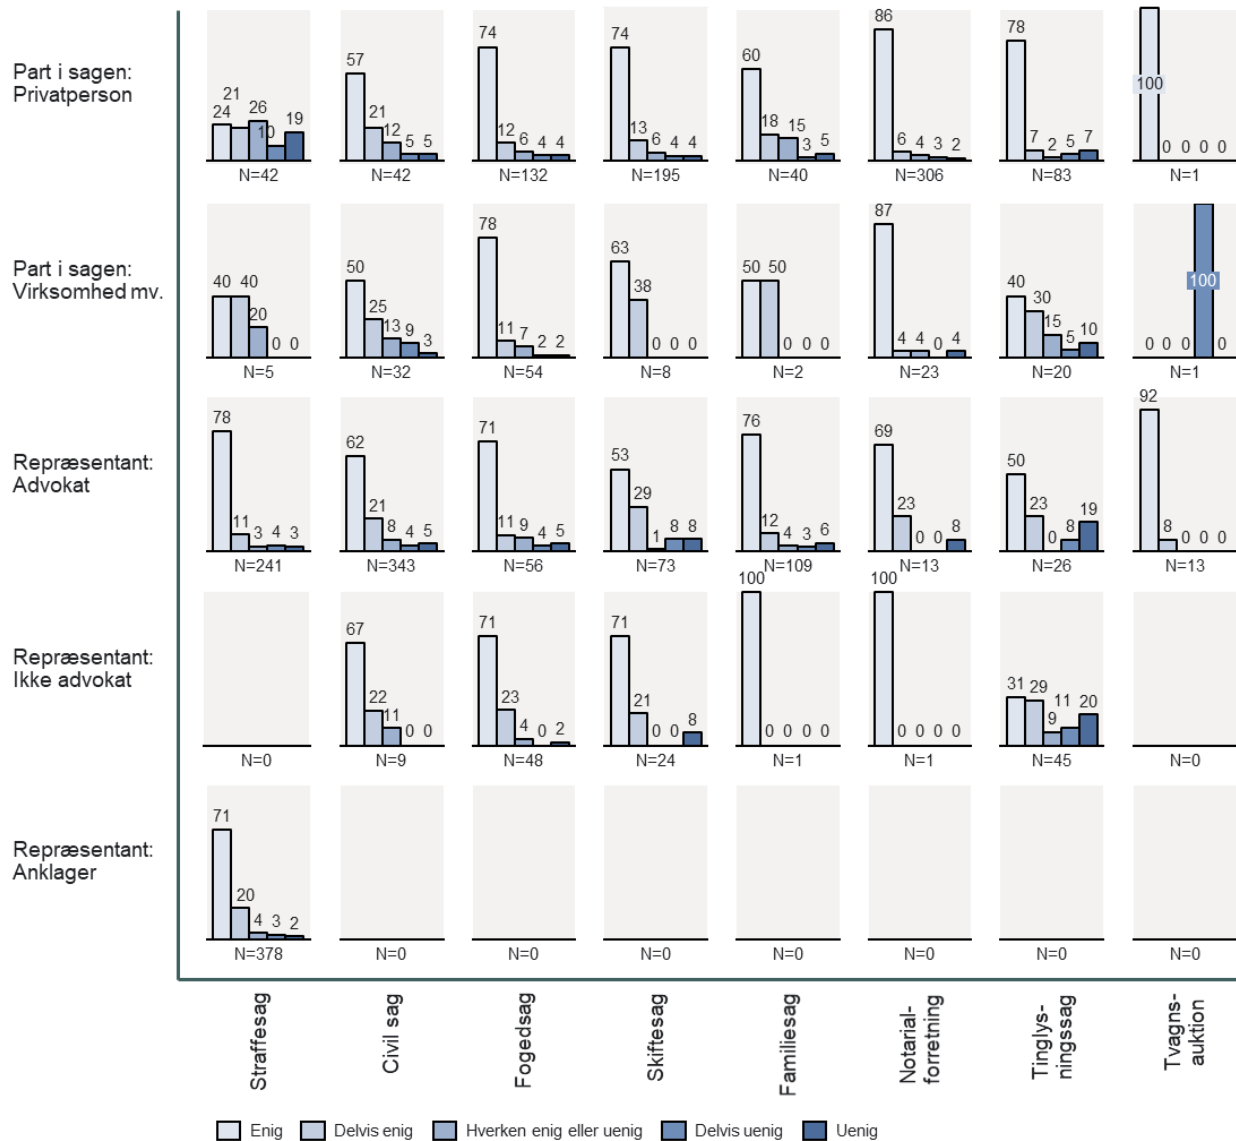 Part i sagen:
Privatperson
24 21 26 10 19
N=42
57 21 12 5 5
N=42
74 12 6 4 4
N=132
74 13 6 4 4
N=195
60 18 15 3 5
N=40
86 6 4 3 2
N=306
78 7 2 5 7
N=83
100 0 0 0 0
N=1
Part i sagen:
Virksomhed mv.
40 40 20 0 0
N=5
50 25 13 9 3
N=32
78 11 7 2 2
N=54
63 38 0 0 0
N=8
50 50 0 0 0
N=2
87 4 4 0 4
N=23
40 30 15 5 10
N=20
0 0 0 100 0
N=1
Repræsentant:
Advokat
78 11 3 4 3
N=241
62 21 8 4 5
N=343
71 11 9 4 5
N=56
53 29 1 8 8
N=73
76 12 4 3 6
N=109
69 23 0 0 8
N=13
50 23 0 8 19
N=26
92 8 0 0 0
N=13
Repræsentant:
Ikke advokat
N=0
67 22 11 0 0
N=9
71 23 4 0 2
N=48
71 21 0 0 8
N=24
100 0 0 0 0
N=1
100 0 0 0 0
N=1
31 29 9 11 20
N=45
N=0
Repræsentant:
Anklager
71 20 4 3 2
N=378
N=0
N=0
N=0
N=0
N=0
N=0
N=0
Straffesag
Civil sag
Fogedsag
Skiftesag
Familiesag
Notarial-
forretning
Tinglys-
ningssag
Tvagns-
auktion
Enig Delvis enig Hverken enig eller uenig Delvis uenig Uenig